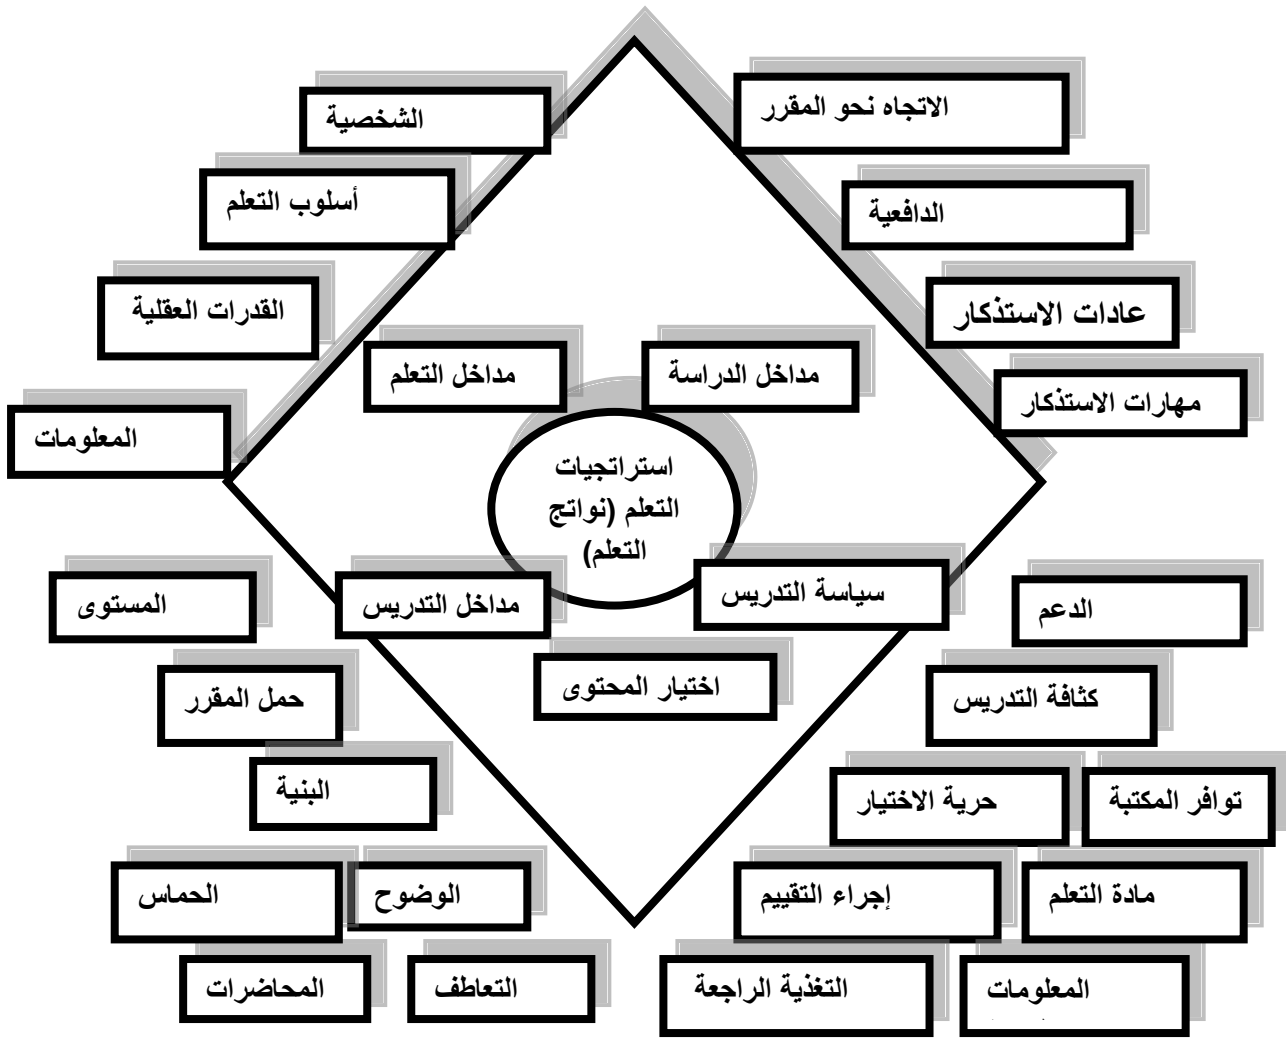 الاتجاه نحو المقرر
الشخصية
الدافعية
أسلوب التعلم
عادات الاستذكار
القدرات العقلية
مهارات الاستذكار
مداخل الدراسة
مداخل التعلم
المعلومات
استراتجيات
التعلم (نواتج
التعلم)
الدعم
سياسة التدريس
مداخل التدريس
المستوى
كثافة التدريس
اختيار المحتوى
حمل المقرر
توافر المكتبة
حرية الاختيار
البنية
مادة التعلم
إجراء التقييم
الوضوح
الحماس
المعلومات
التغذية الراجعة
التعاطف
المحاضرات